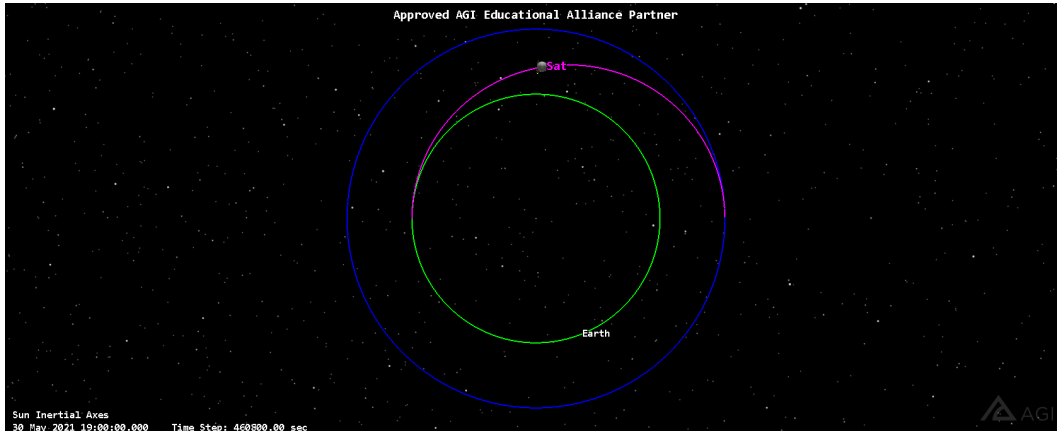 Approved AGI Educational Alliance Partner
Sat
Earth
Sun Inertial Axes
30 May 2021 19:00:00.000 Time Step: 460800.00 sec
AGI